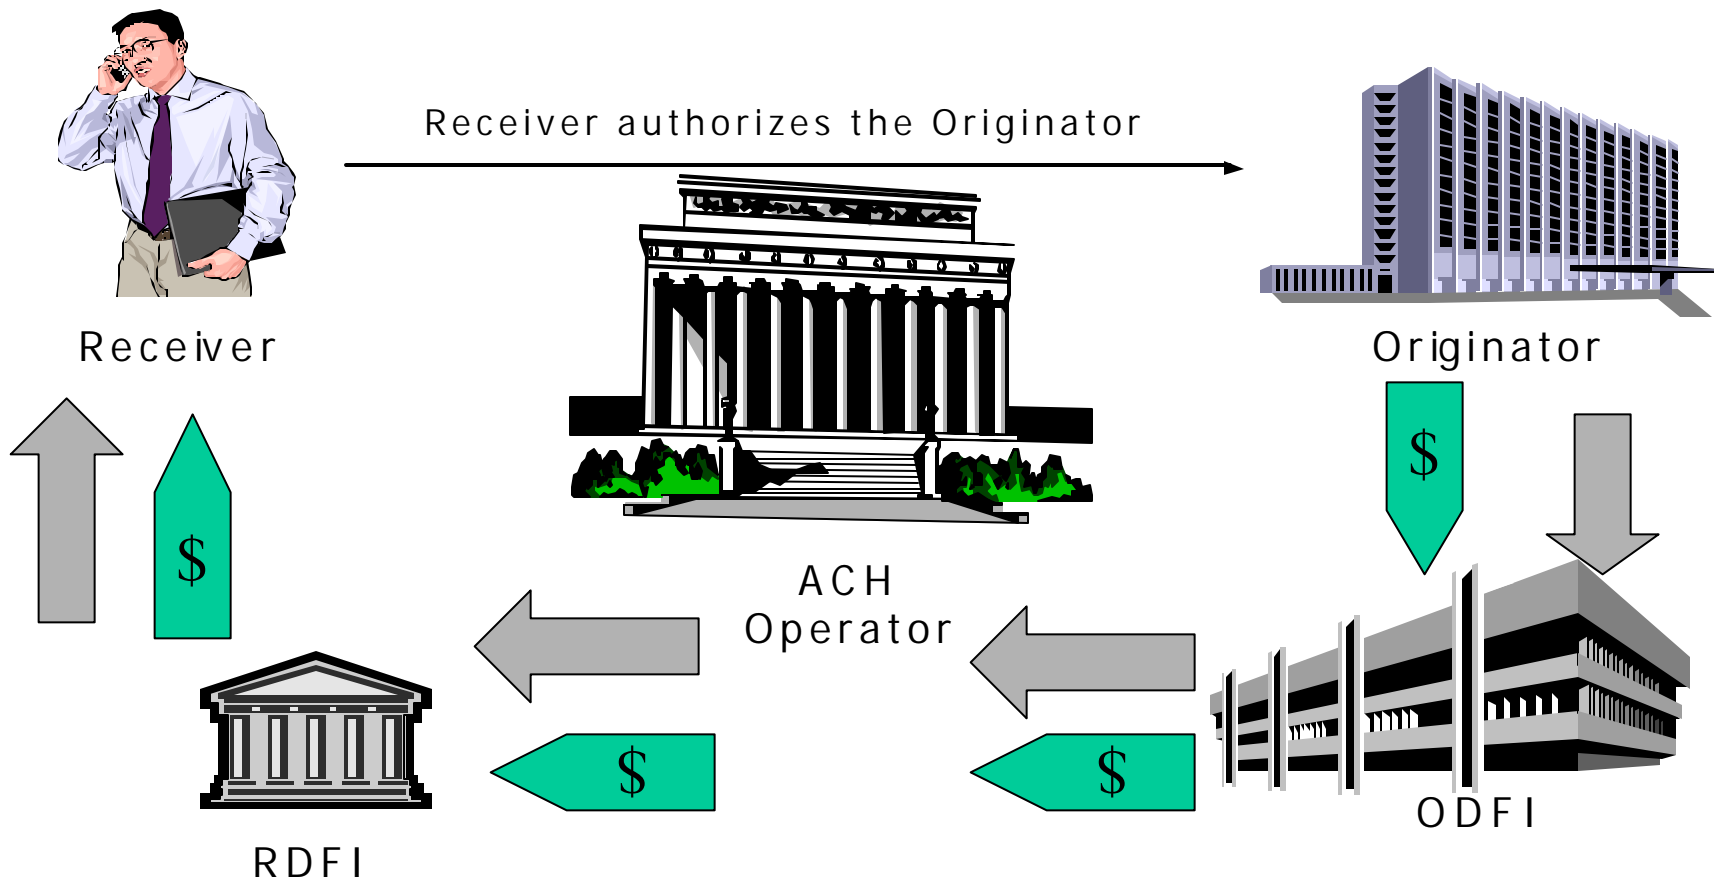 Receiver authorizes the Originator
Receiver
Originator
$
$
ACH
Operator
$
$
ODFI
RDFI